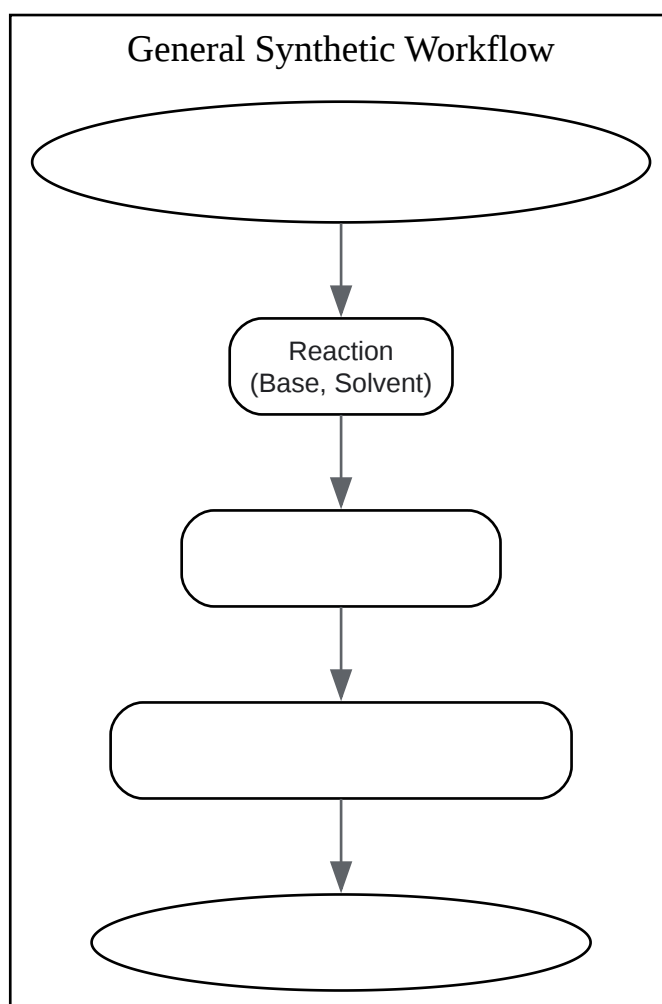 General Synthetic Workflow
Reaction
(Base, Solvent)